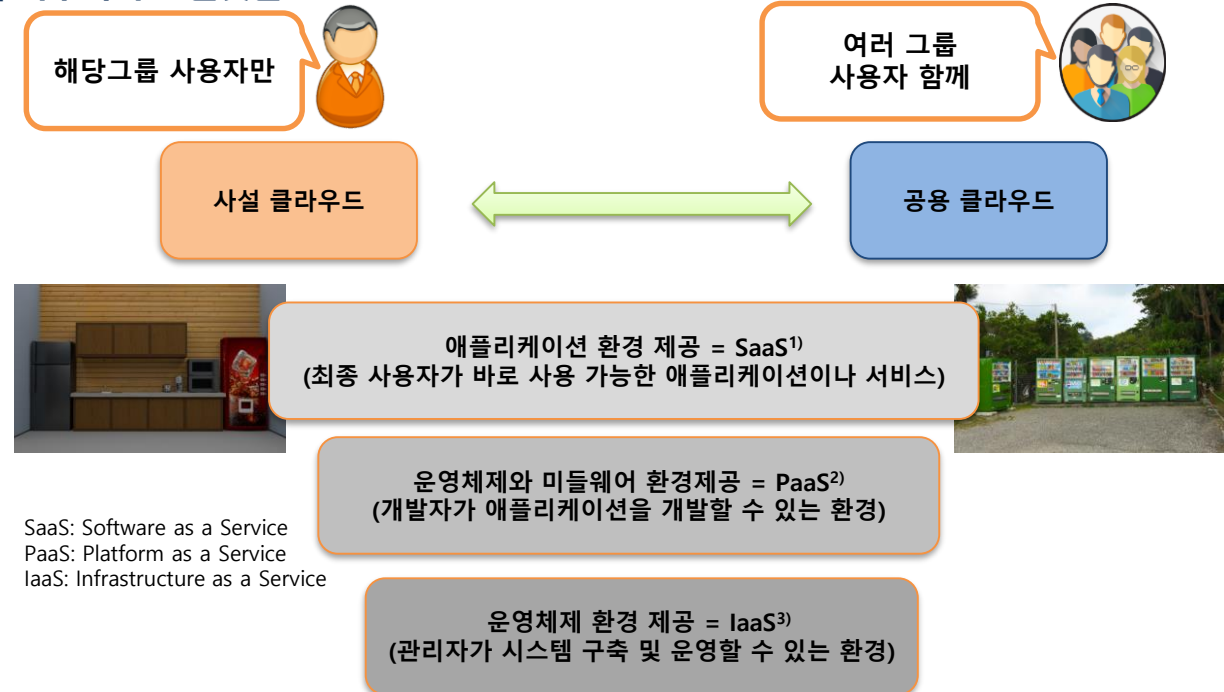 해당그룹 사용자만
여러 그룹
사용자 함께
사설 클라우드
공용 클라우드
애플리케이션 환경 제공 = SaaS1)
(최종 사용자가 바로 사용 가능한 애플리케이션이나 서비스)
운영체제와 미들웨어 환경제공 = PaaS2)
(개발자가 애플리케이션을 개발할 수 있는 환경)
SaaS: Software as a Service
PaaS: Platform as a Service
IaaS: Infrastructure as a Service
운영체제 환경 제공 = IaaS3)
(관리자가 시스템 구축 및 운영할 수 있는 환경)